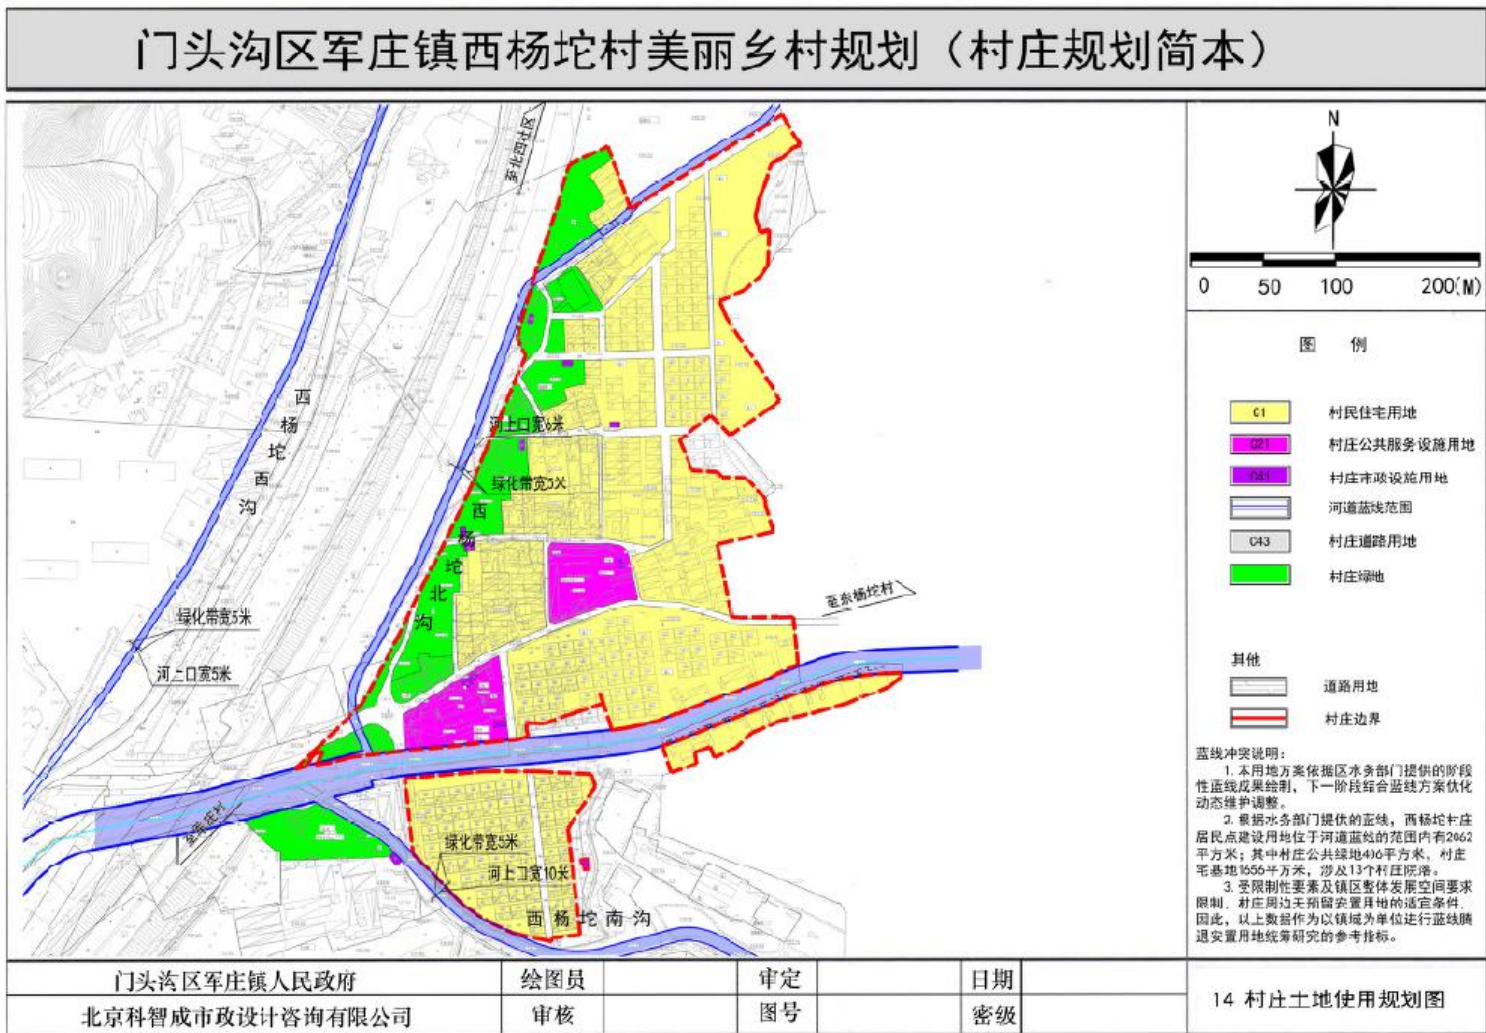 门头沟区军庄镇西杨坨村美丽乡村规划（村庄规划简本）
N
0 50 100 200(M)
图 例
C1 村民住宅用地
C21 村庄公共服务设施用地
C41 村庄市政设施用地
河道蓝线范围
C43 村庄道路用地
村庄绿地
其他
道路用地
村庄边界
蓝线冲突说明：
1. 本用地方案依据区水务部门提供的阶段
性蓝线成果绘制，下一阶段结合蓝线方案优化
动态维护调整。
2. 根据水务部门提供的蓝线，西杨坨村庄
居民点建设用地位于河道蓝线的范围内有2062
平方米；其中村庄公共绿地406平方米，村庄
宅基地1656平方米，涉及13个村庄院落。
3. 受限制性要素及镇区整体发展空间要求
限制，村庄周边无预留安置用地的适宜条件，
因此，以上数据作为以镇域为单位进行蓝线腾
退安置用地统筹研究的参考指标。
至北四社区
西杨坨西沟
河上口宽6米
绿化带宽5米
西杨坨北沟
至东杨坨村
绿化带宽5米
河上口宽5米
至军庄村
绿化带宽5米
河上口宽10米
西杨坨南沟
门头沟区军庄镇人民政府 绘图员 审定 日期
北京科智成市政设计咨询有限公司 审核 图号 密级
14 村庄土地使用规划图